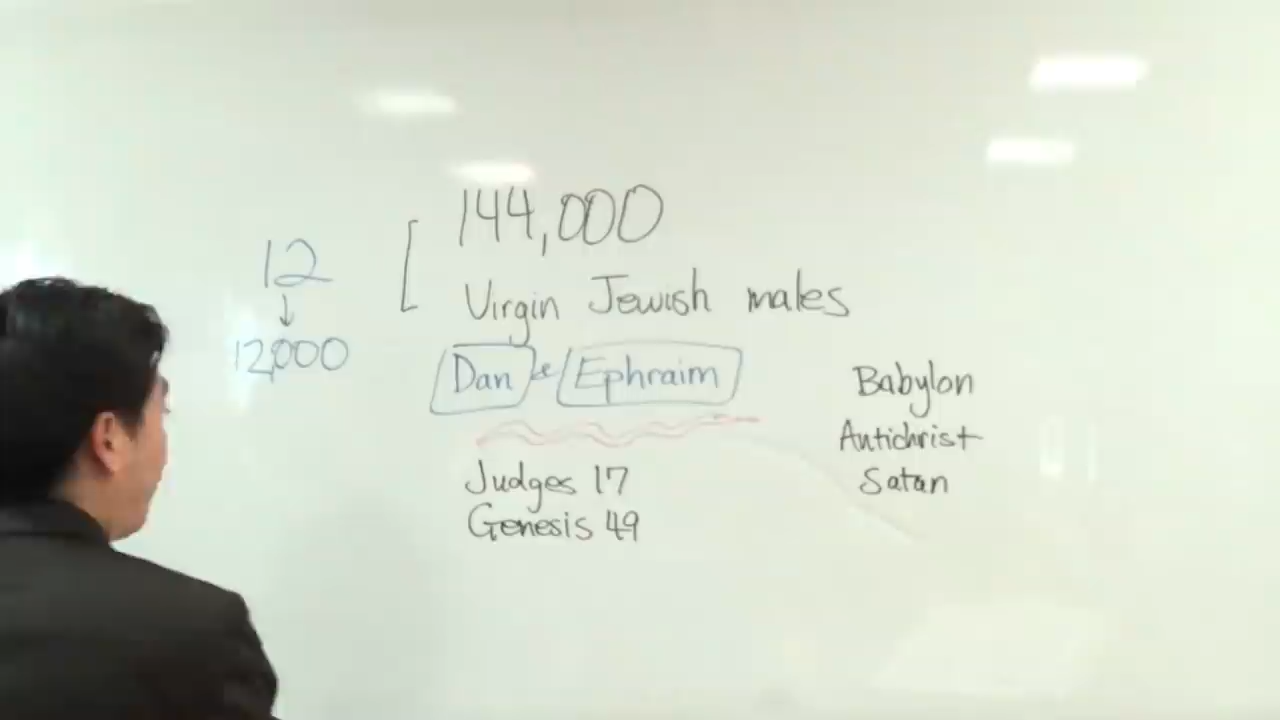 144,000
12
↓
12,000
Virgin Jewish males
Dan & Ephraim
Judges 17
Genesis 49
Babylon
Antichrist
Satan